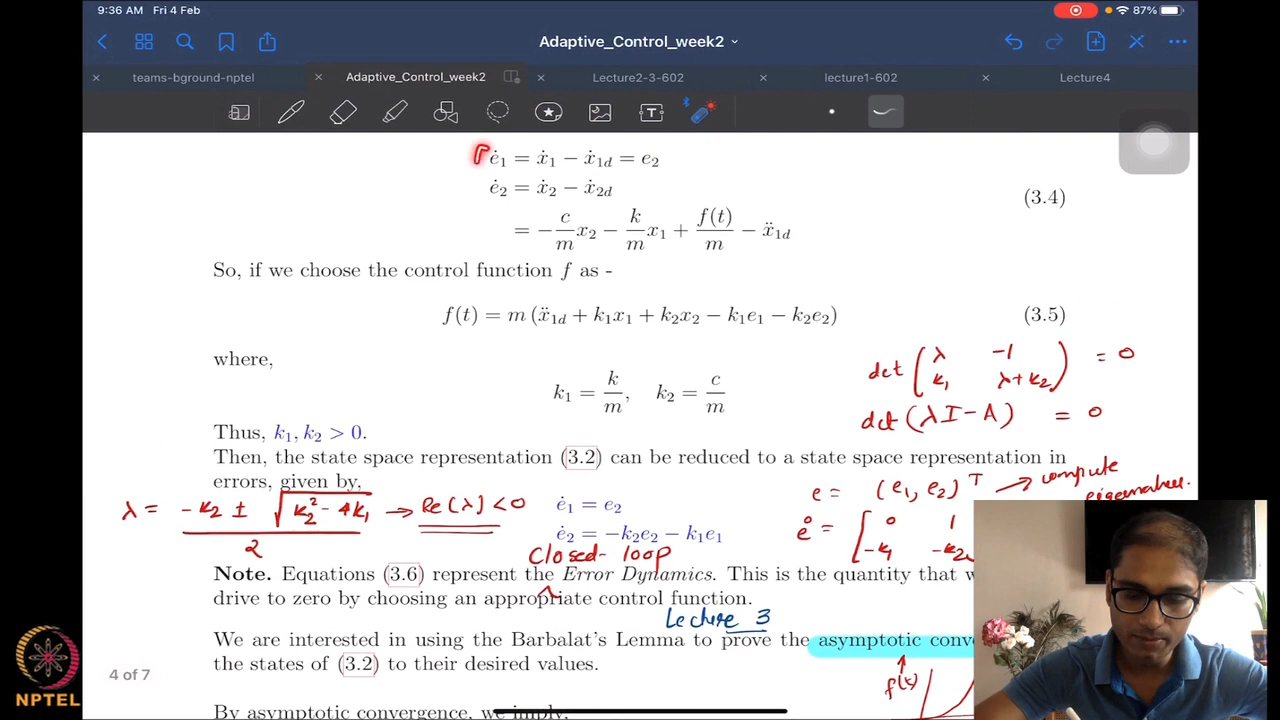 9:36 AM Fri 4 Feb
87%
Adaptive_Control_week2
teams-bground-nptel
Adaptive_Control_week2
Lecture2-3-602
lecture1-602
Lecture4
ė₁ = ẋ₁ − ẋ₁d = e₂
ė₂ = ẋ₂ − ẋ₂d
= − c/m x₂ − k/m x₁ + f(t)/m − ẍ₁d
(3.4)
So, if we choose the control function f as -
f(t) = m (ẍ₁d + k₁x₁ + k₂x₂ − k₁e₁ − k₂e₂)
(3.5)
where,
k₁ = k/m, k₂ = c/m
det ( λ -1
k₁ λ+k₂ ) = 0
det (λI − A) = 0
Thus, k₁, k₂ > 0.
Then, the state space representation (3.2) can be reduced to a state space representation in
errors, given by,
λ = −k₂ ± √(k₂² − 4k₁) / 2 → Re(λ) < 0
ė₁ = e₂
ė₂ = −k₂e₂ − k₁e₁
e = (e₁, e₂)ᵀ → compute
ė = [ 0 1
−k₁ −k₂
closed-loop
Note. Equations (3.6) represent the Error Dynamics. This is the quantity that
drive to zero by choosing an appropriate control function.
Lecture 3
We are interested in using the Barbalat's Lemma to prove the asymptotic
the states of (3.2) to their desired values.
f(t)
By asymptotic convergence, we imply,
4 of 7
NPTEL